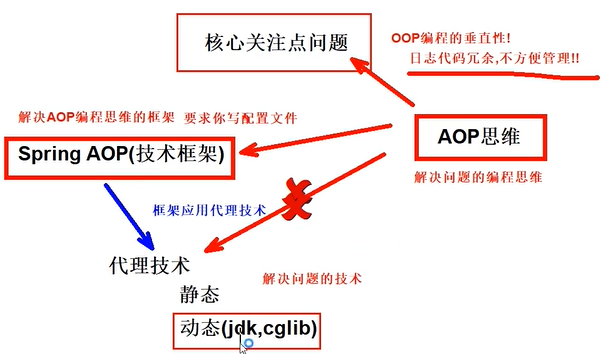 核心关注点问题
OOP编程的垂直性!
日志代码冗余,不方便管理!!
解决AOP编程思维的框架 要求你写配置文件
Spring AOP(技术框架)
AOP思维
解决问题的编程思维
框架应用代理技术
代理技术
解决问题的技术
静态
动态(jdk,cglib)